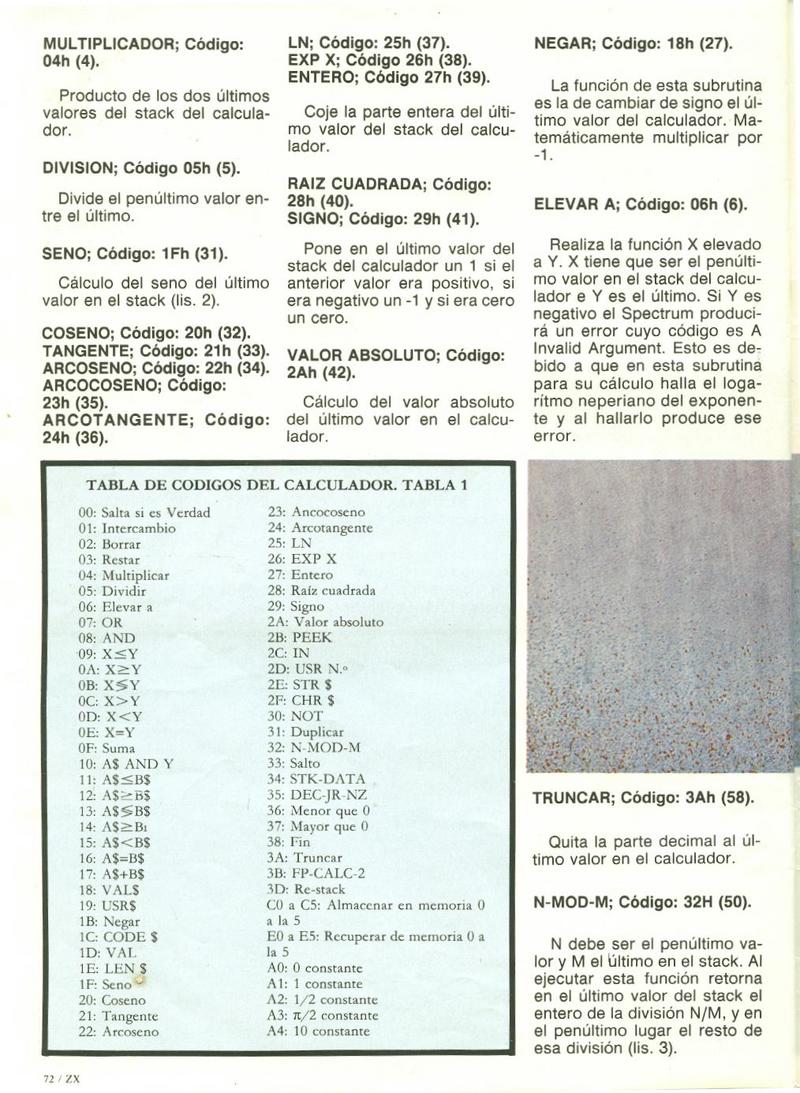 MULTIPLICADOR; Código:
04h (4).
Producto de los dos últimos
valores del stack del calcula-
dor.
DIVISION; Código 05h (5).
Divide el penúltimo valor en-
tre el último.
SENO; Código: 1Fh (31).
Cálculo del seno del último
valor en el stack (lis. 2).
COSENO; Código: 20h (32).
TANGENTE; Código: 21h (33).
ARCOSENO; Código: 22h (34).
ARCOCOSENO; Código:
23h (35).
ARCOTANGENTE; Código:
24h (36).
LN; Código: 25h (37).
EXP X; Código 26h (38).
ENTERO; Código 27h (39).
Coje la parte entera del últi-
mo valor del stack del calcu-
lador.
RAIZ CUADRADA; Código:
28h (40).
SIGNO; Código: 29h (41).
Pone en el último valor del
stack del calculador un 1 si el
anterior valor era positivo, si
era negativo un -1 y si era cero
un cero.
VALOR ABSOLUTO; Código:
2Ah (42).
Cálculo del valor absoluto
del último valor en el calcu-
lador.
NEGAR; Código: 18h (27).
La función de esta subrutina
es la de cambiar de signo el úl-
timo valor del calculador. Ma-
temáticamente multiplicar por
-1.
ELEVAR A; Código: 06h (6).
Realiza la función X elevado
a Y. X tiene que ser el penúlti-
mo valor en el stack del calcu-
lador e Y es el último. Si Y es
negativo el Spectrum produci-
rá un error cuyo código es A
Invalid Argument. Esto es de-
bido a que en esta subrutina
para su cálculo halla el loga-
rítmo neperiano del exponen-
te y al hallarlo produce ese
error.
TABLA DE CODIGOS DEL CALCULADOR. TABLA 1
00: Salta si es Verdad
01: Intercambio
02: Borrar
03: Restar
04: Multiplicar
05: Dividir
06: Elevar a
07: OR
08: AND
09: X≤Y
0A: X≥Y
0B: X≶Y
0C: X>Y
0D: X<Y
0E: X=Y
0F: Suma
10: A$ AND Y
11: A$≤B$
12: A$≥B$
13: A$≶B$
14: A$≥B1
15: A$<B$
16: A$=B$
17: A$+B$
18: VAL$
19: USR$
1B: Negar
1C: CODE $
1D: VAL
1E: LEN $
1F: Seno
20: Coseno
21: Tangente
22: Arcoseno
23: Ancocoseno
24: Arcotangente
25: LN
26: EXP X
27: Entero
28: Raíz cuadrada
29: Signo
2A: Valor absoluto
2B: PEEK
2C: IN
2D: USR N.º
2E: STR $
2F: CHR $
30: NOT
31: Duplicar
32: N-MOD-M
33: Salto
34: STK-DATA
35: DEC-JR-NZ
36: Menor que 0
37: Mayor que 0
38: Fin
3A: Truncar
3B: FP-CALC-2
3D: Re-stack
C0 a C5: Almacenar en memoria 0
a la 5
E0 a E5: Recuperar de memoria 0 a
la 5
A0: 0 constante
A1: 1 constante
A2: 1/2 constante
A3: π/2 constante
A4: 10 constante
TRUNCAR; Código: 3Ah (58).
Quita la parte decimal al úl-
timo valor en el calculador.
N-MOD-M; Código: 32H (50).
N debe ser el penúltimo va-
lor y M el último en el stack. Al
ejecutar esta función retorna
en el último valor del stack el
entero de la división N/M, y en
el penúltimo lugar el resto de
esa división (lis. 3).
72 / ZX